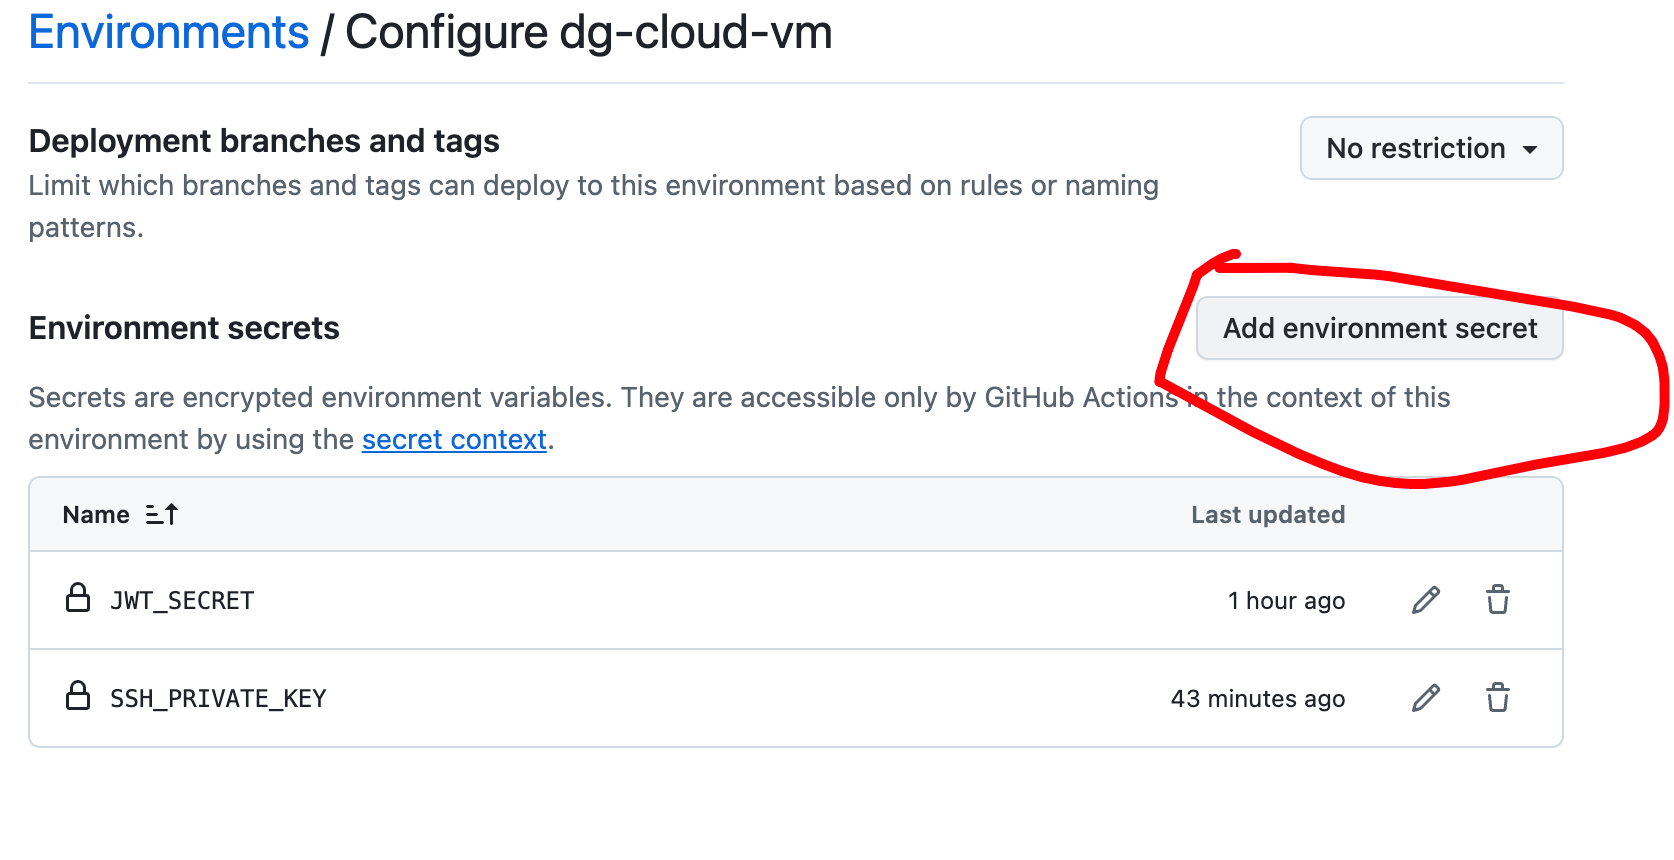 Environments / Configure dg-cloud-vm
Deployment branches and tags
No restriction
Limit which branches and tags can deploy to this environment based on rules or naming
patterns.
Environment secrets
Add environment secret
Secrets are encrypted environment variables. They are accessible only by GitHub Actions in the context of this
environment by using the secret context.
Name Last updated
JWT_SECRET 1 hour ago
SSH_PRIVATE_KEY 43 minutes ago